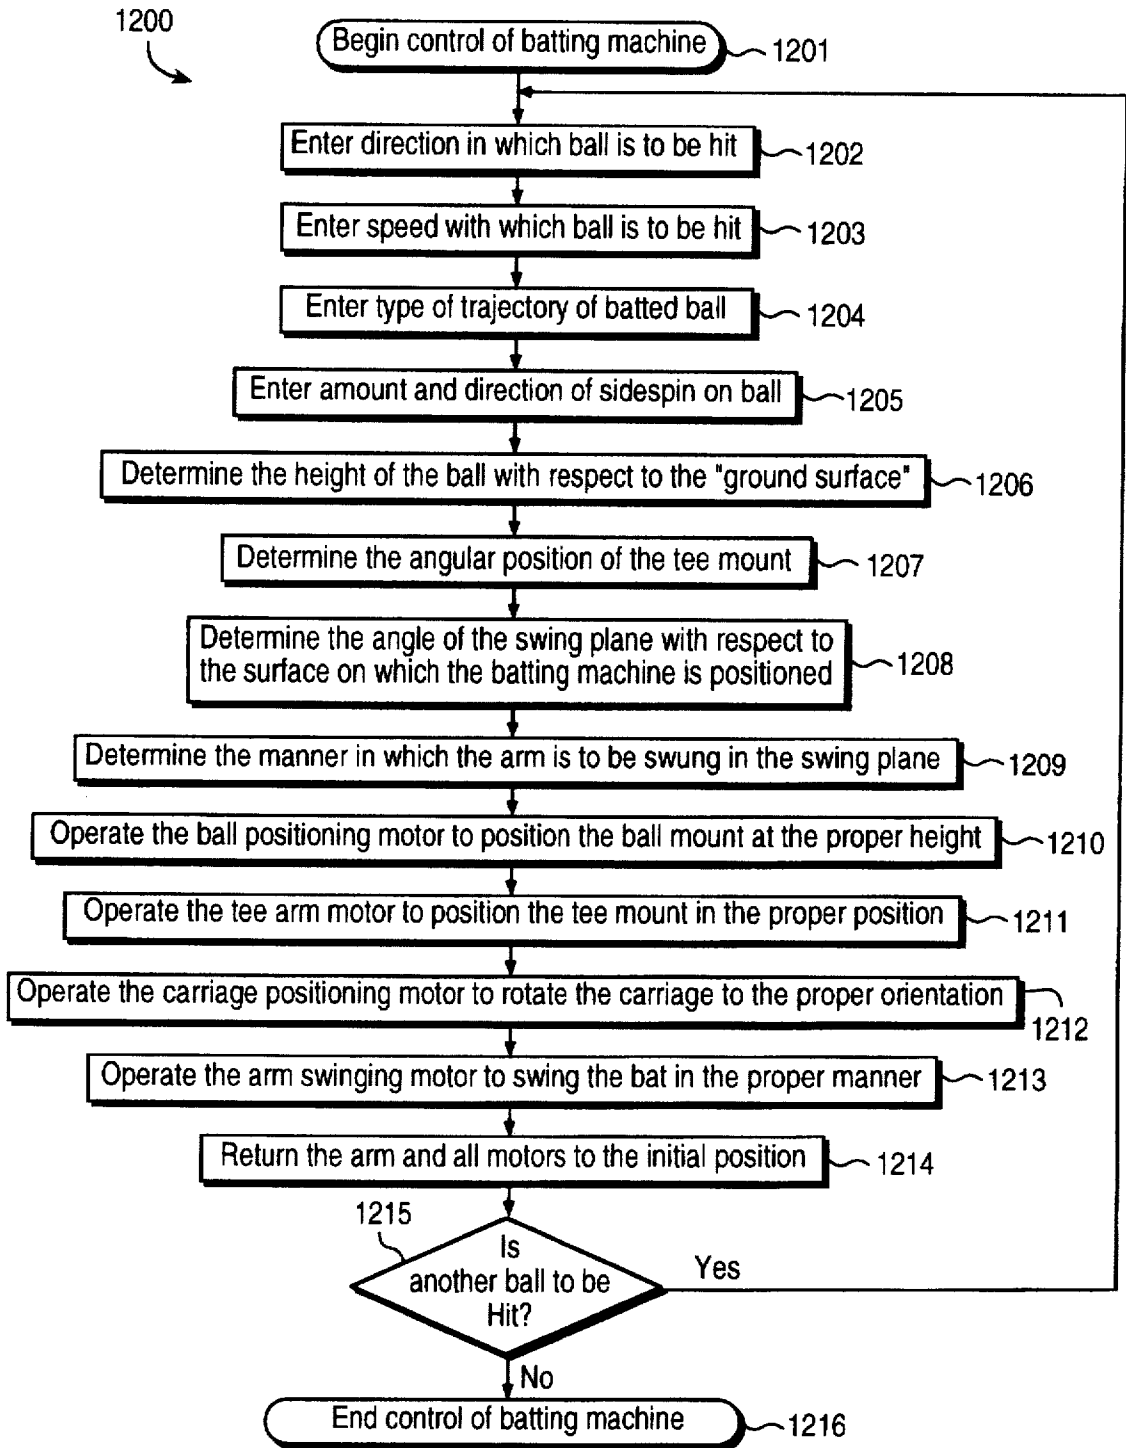 1200
Begin control of batting machine
1201
Enter direction in which ball is to be hit
1202
Enter speed with which ball is to be hit
1203
Enter type of trajectory of batted ball
1204
Enter amount and direction of sidespin on ball
1205
Determine the height of the ball with respect to the "ground surface"
1206
Determine the angular position of the tee mount
1207
Determine the angle of the swing plane with respect to
the surface on which the batting machine is positioned
1208
Determine the manner in which the arm is to be swung in the swing plane
1209
Operate the ball positioning motor to position the ball mount at the proper height
1210
Operate the tee arm motor to position the tee mount in the proper position
1211
Operate the carriage positioning motor to rotate the carriage to the proper orientation
1212
Operate the arm swinging motor to swing the bat in the proper manner
1213
Return the arm and all motors to the initial position
1214
1215
Is
another ball to be
Hit?
Yes
No
End control of batting machine
1216